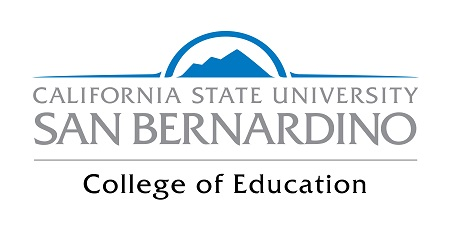 CALIFORNIA STATE UNIVERSITY
SAN BERNARDINO
College of Education